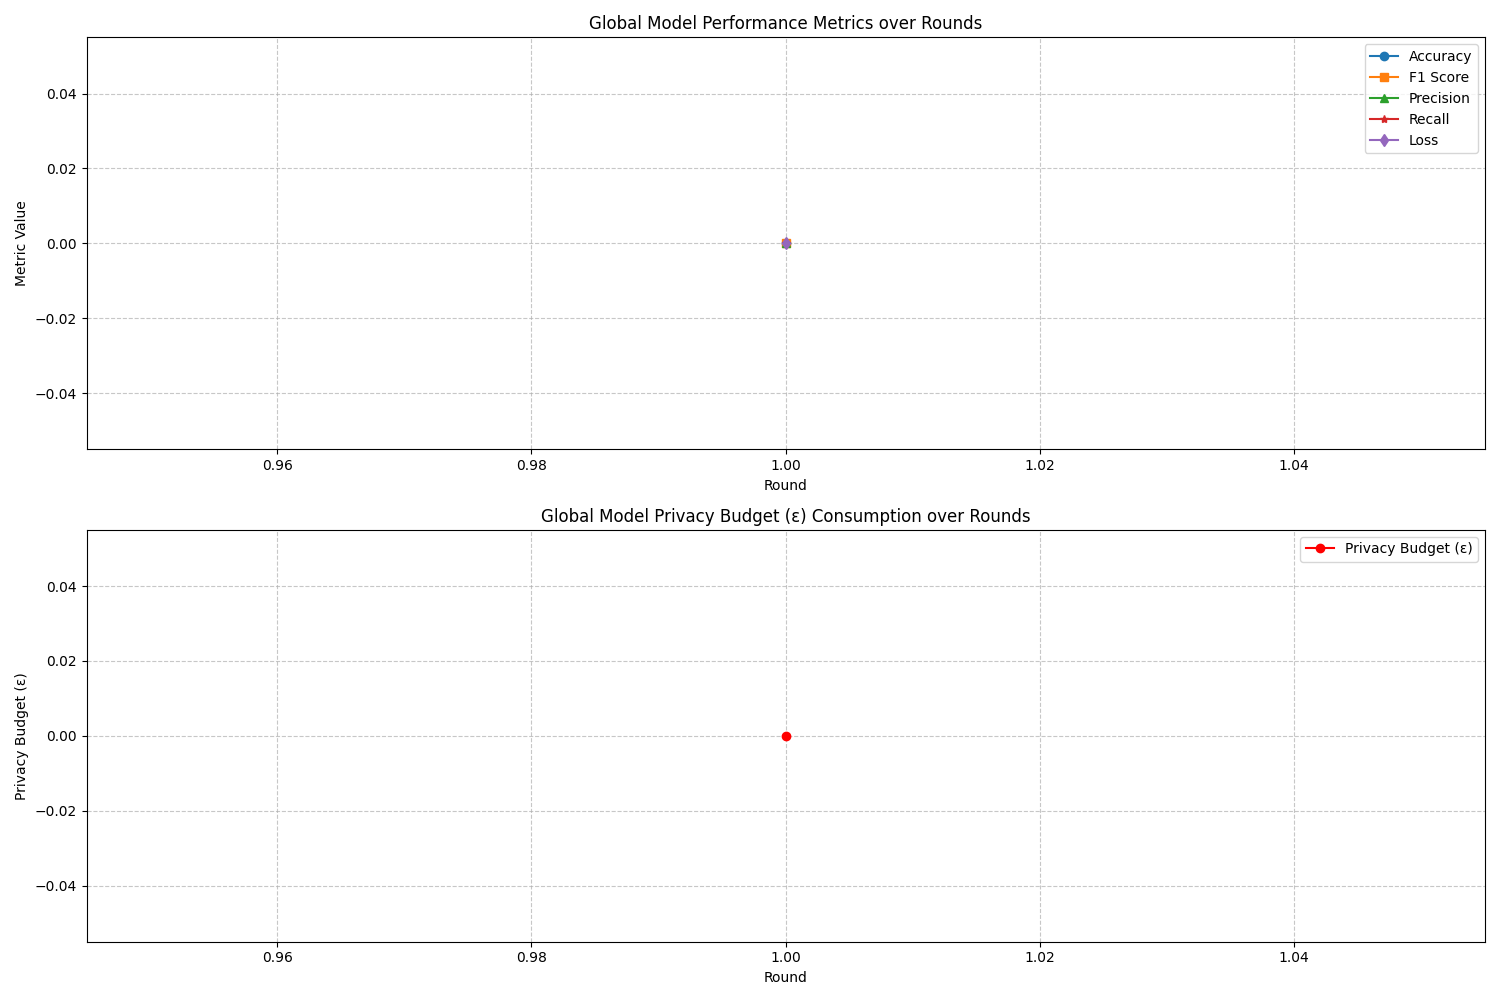 Global Model Performance Metrics over Rounds
Accuracy
F1 Score
Precision
Recall
Loss
Metric Value
0.04
0.02
0.00
−0.02
−0.04
0.96
0.98
1.00
1.02
1.04
Round
Global Model Privacy Budget (ε) Consumption over Rounds
Privacy Budget (ε)
Privacy Budget (ε)
0.04
0.02
0.00
−0.02
−0.04
0.96
0.98
1.00
1.02
1.04
Round